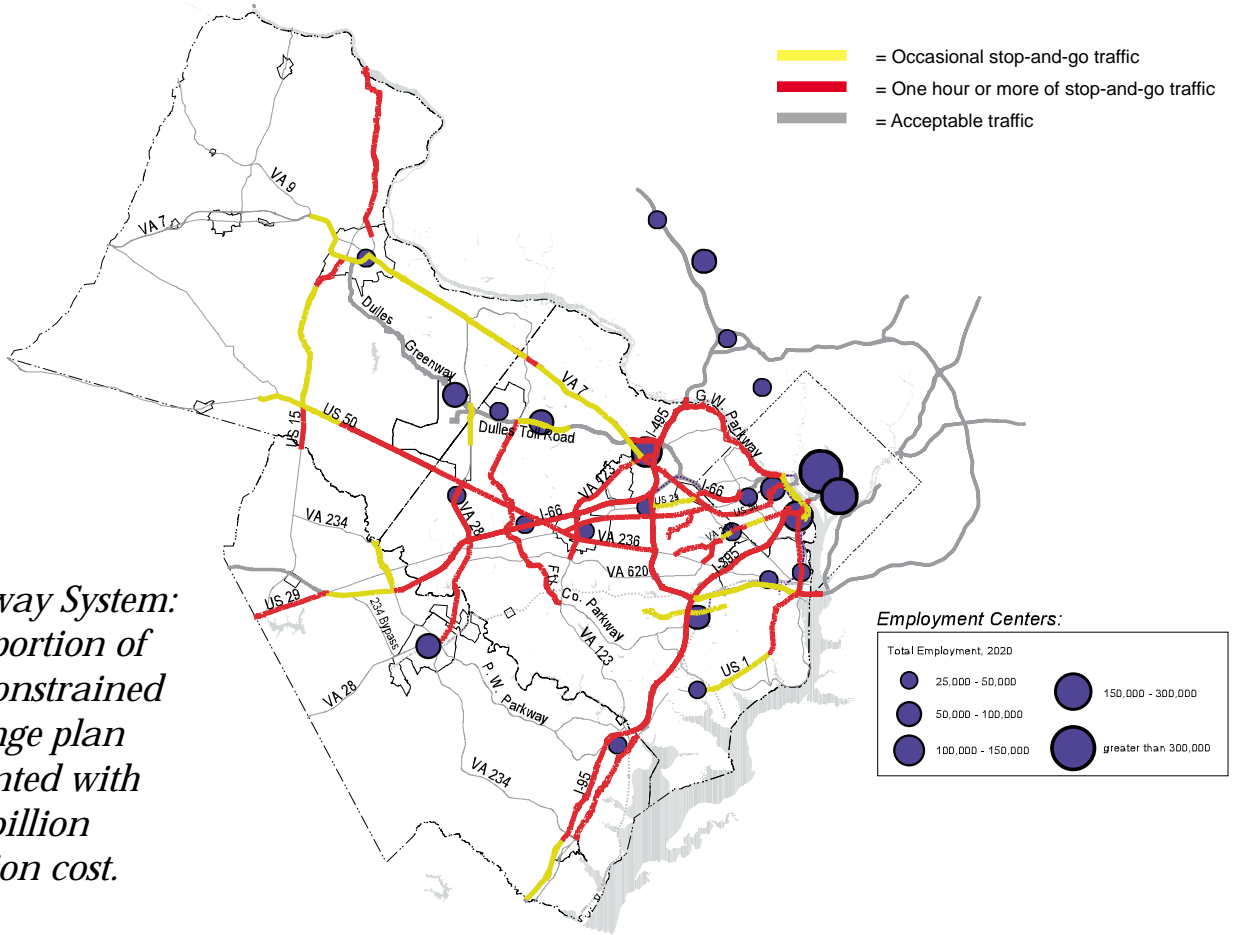 = Occasional stop-and-go traffic
= One hour or more of stop-and-go traffic
= Acceptable traffic
VA 9
VA 7
Dulles
Greenway
VA 7
US 15
US 50
Dulles Toll Road
I-495
G.W. Parkway
VA 123
I-66
US 29
VA 234
VA 28
I-66
VA 236
I-395
VA 620
US 29
234 Bypass
Ffx Co. Parkway
VA 123
US 1
VA 28
P.W. Parkway
VA 234
I-95
way System:
portion of
onstrained
nge plan
nted with
billion
ion cost.
Employment Centers:
Total Employment, 2020
25,000 - 50,000
50,000 - 100,000
100,000 - 150,000
150,000 - 300,000
greater than 300,000